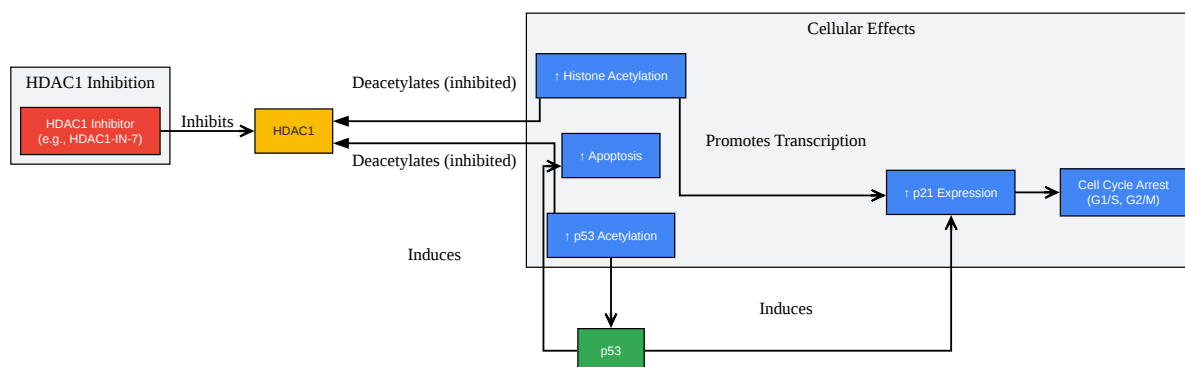 Cellular Effects
HDAC1 Inhibition
HDAC1 Inhibitor
(e.g., HDAC1-IN-7)
Inhibits
HDAC1
Deacetylates (inhibited)
Deacetylates (inhibited)
↑ Histone Acetylation
↑ Apoptosis
↑ p53 Acetylation
Promotes Transcription
↑ p21 Expression
Cell Cycle Arrest
(G1/S, G2/M)
Induces
Induces
p53